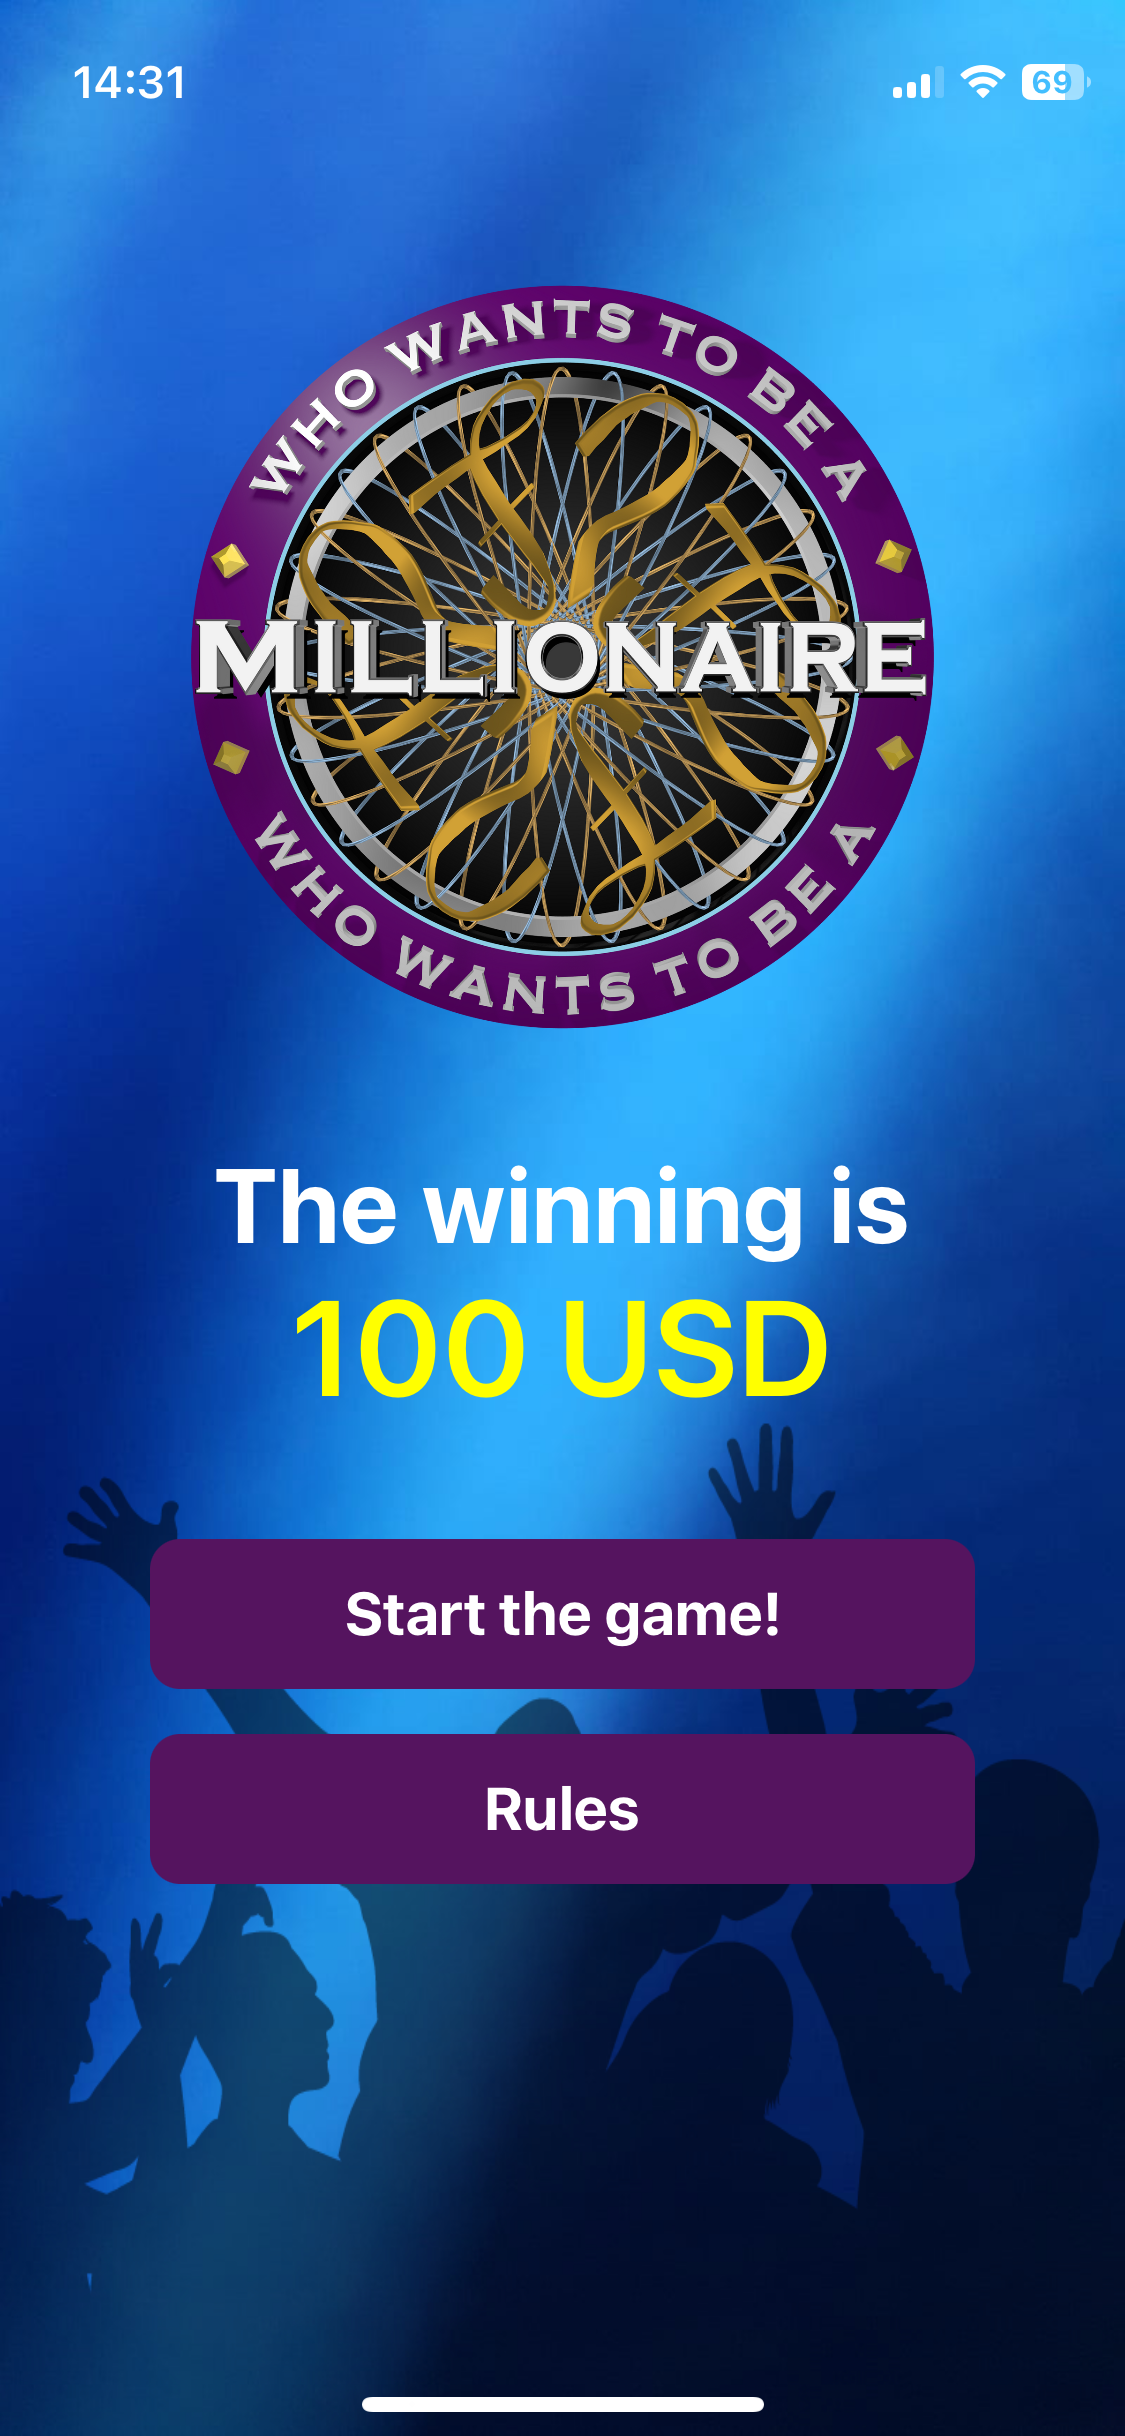 14:31
69
WHO WANTS TO BE A
MILLIONAIRE
WHO WANTS TO BE A
The winning is
100 USD
Start the game!
Rules